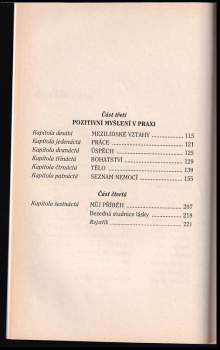 Část třetí
POZITIVNÍ MYŠLENÍ V PRAXI
Kapitola desátá MEZILIDSKÉ VZTAHY 115
Kapitola jedenáctá PRÁCE 121
Kapitola dvanáctá ÚSPĚCH 125
Kapitola třináctá BOHATSTVÍ 129
Kapitola čtrnáctá TĚLO 139
Kapitola patnáctá SEZNAM NEMOCÍ 155
Část čtvrtá
Kapitola šestnáctá MŮJ PŘÍBĚH 207
Bezedná studnice lásky 218
Rejstřík 221